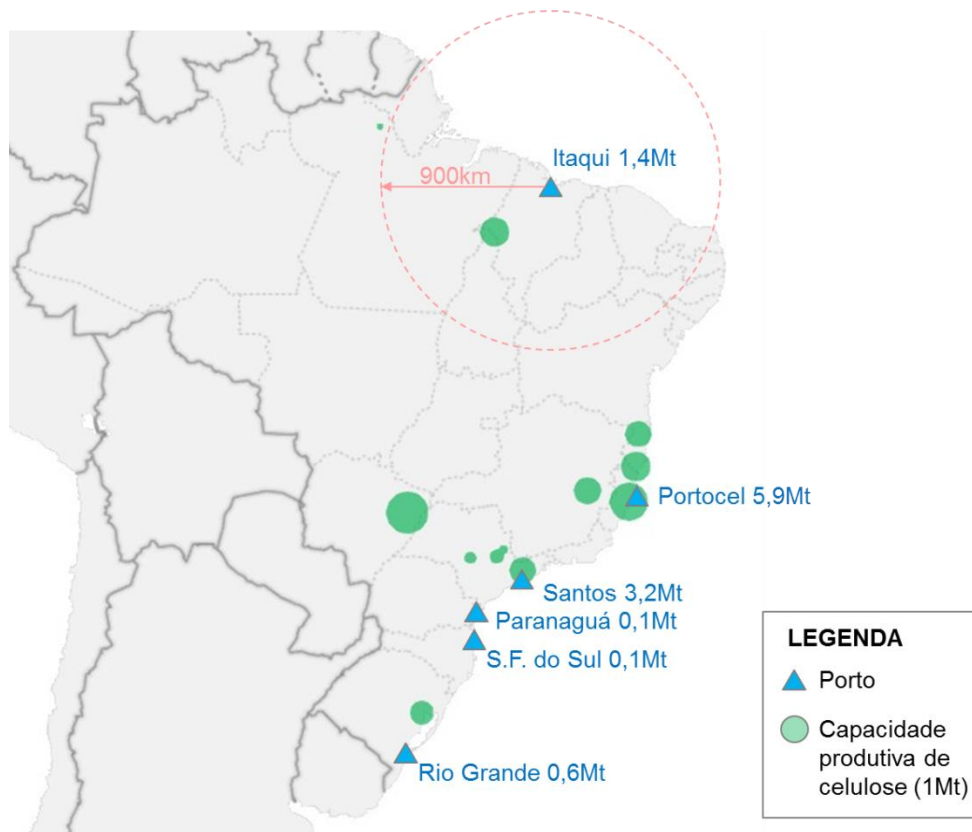 Itaqui 1,4Mt
900km
Portocel 5,9Mt
Santos 3,2Mt
Paranaguá 0,1Mt
S.F. do Sul 0,1Mt
Rio Grande 0,6Mt
LEGENDA
Porto
Capacidade
produtiva de
celulose (1Mt)